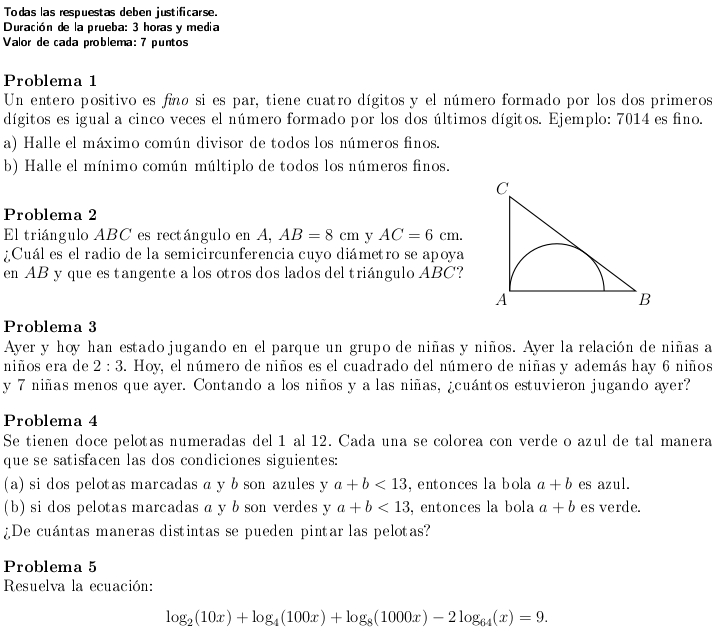 Todas las respuestas deben justificarse.
Duración de la prueba: 3 horas y media
Valor de cada problema: 7 puntos
Problema 1
Un entero positivo es fino si es par, tiene cuatro dígitos y el número formado por los dos primeros
dígitos es igual a cinco veces el número formado por los dos últimos dígitos. Ejemplo: 7014 es fino.
a) Halle el máximo común divisor de todos los números finos.
b) Halle el mínimo común múltiplo de todos los números finos.
Problema 2
El triángulo ABC es rectángulo en A, AB = 8 cm y AC = 6 cm.
¿Cuál es el radio de la semicircunferencia cuyo diámetro se apoya
en AB y que es tangente a los otros dos lados del triángulo ABC?
C
A
B
Problema 3
Ayer y hoy han estado jugando en el parque un grupo de niñas y niños. Ayer la relación de niñas a
niños era de 2 : 3. Hoy, el número de niños es el cuadrado del número de niñas y además hay 6 niños
y 7 niñas menos que ayer. Contando a los niños y a las niñas, ¿cuántos estuvieron jugando ayer?
Problema 4
Se tienen doce pelotas numeradas del 1 al 12. Cada una se colorea con verde o azul de tal manera
que se satisfacen las dos condiciones siguientes:
(a) si dos pelotas marcadas a y b son azules y a + b < 13, entonces la bola a + b es azul.
(b) si dos pelotas marcadas a y b son verdes y a + b < 13, entonces la bola a + b es verde.
¿De cuántas maneras distintas se pueden pintar las pelotas?
Problema 5
Resuelva la ecuación:
log₂(10x) + log₄(100x) + log₈(1000x) − 2 log₆₄(x) = 9.